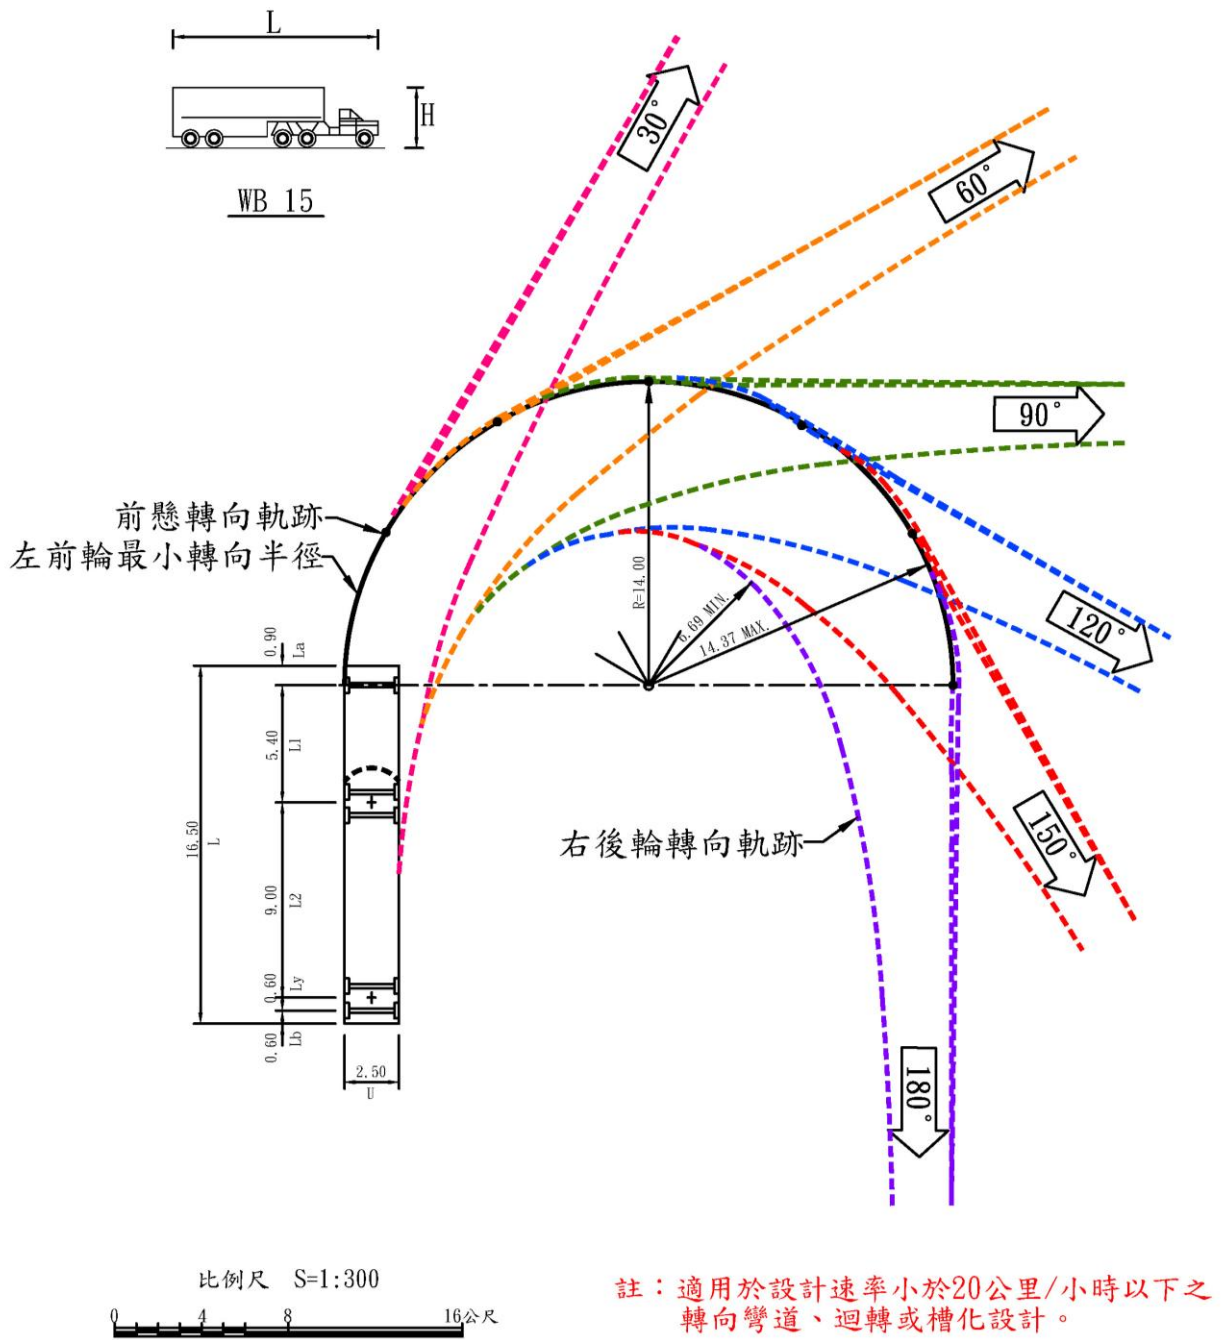 L
H
WB 15
30°
60°
90°
前懸轉向軌跡
左前輪最小轉向半徑
R=14.00
6.69 MIN.
14.37 MAX.
120°
0.90
La
5.40
L1
16.50
L
9.00
L2
0.60
Ly
0.60
Lb
2.50
U
右後輪轉向軌跡
150°
180°
比例尺 S=1:300
0 4 8 16公尺
註：適用於設計速率小於20公里/小時以下之
轉向彎道、迴轉或槽化設計。